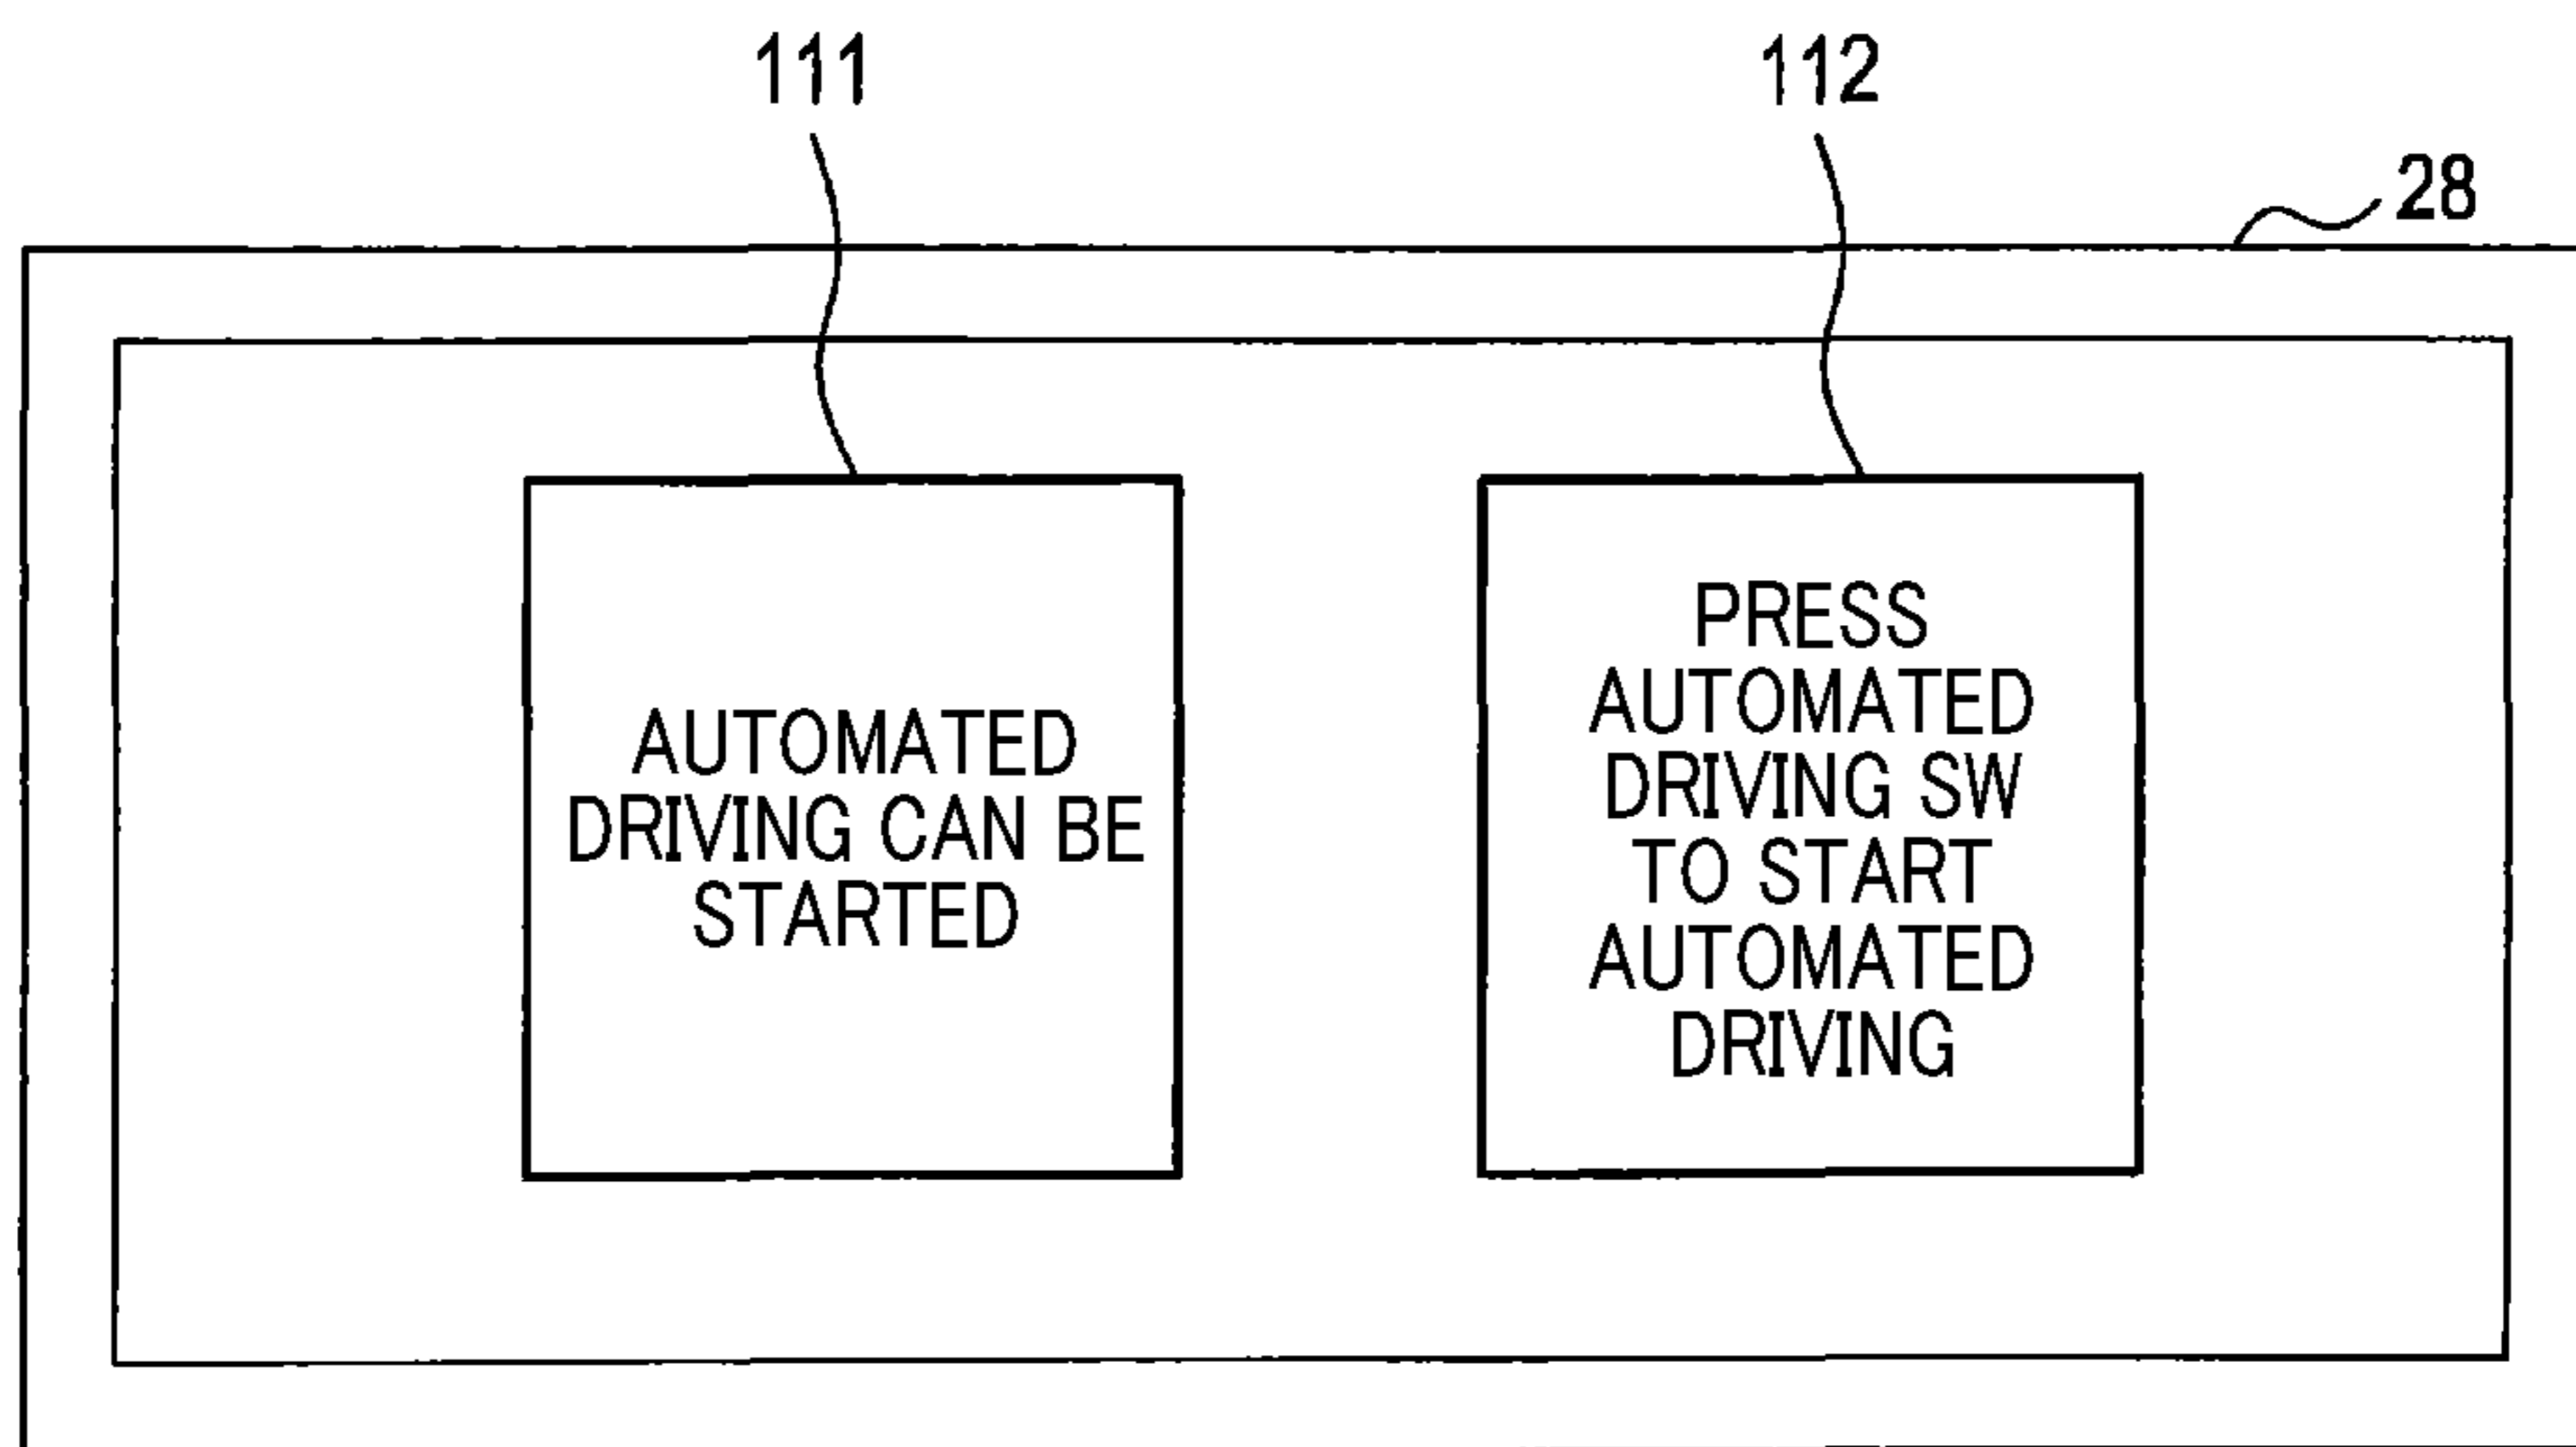 111
112
28
AUTOMATED
DRIVING CAN BE
STARTED
PRESS
AUTOMATED
DRIVING SW
TO START
AUTOMATED
DRIVING